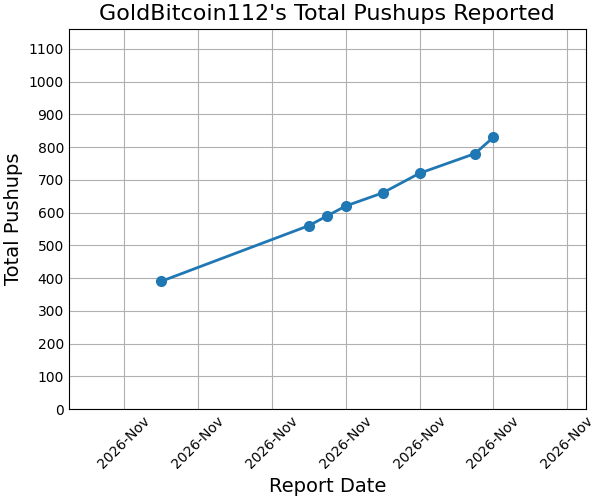 GoldBitcoin112's Total Pushups Reported
1100
1000
900
800
700
600
500
400
300
200
100
0
Total Pushups
2026-Nov
2026-Nov
2026-Nov
2026-Nov
2026-Nov
2026-Nov
2026-Nov
Report Date